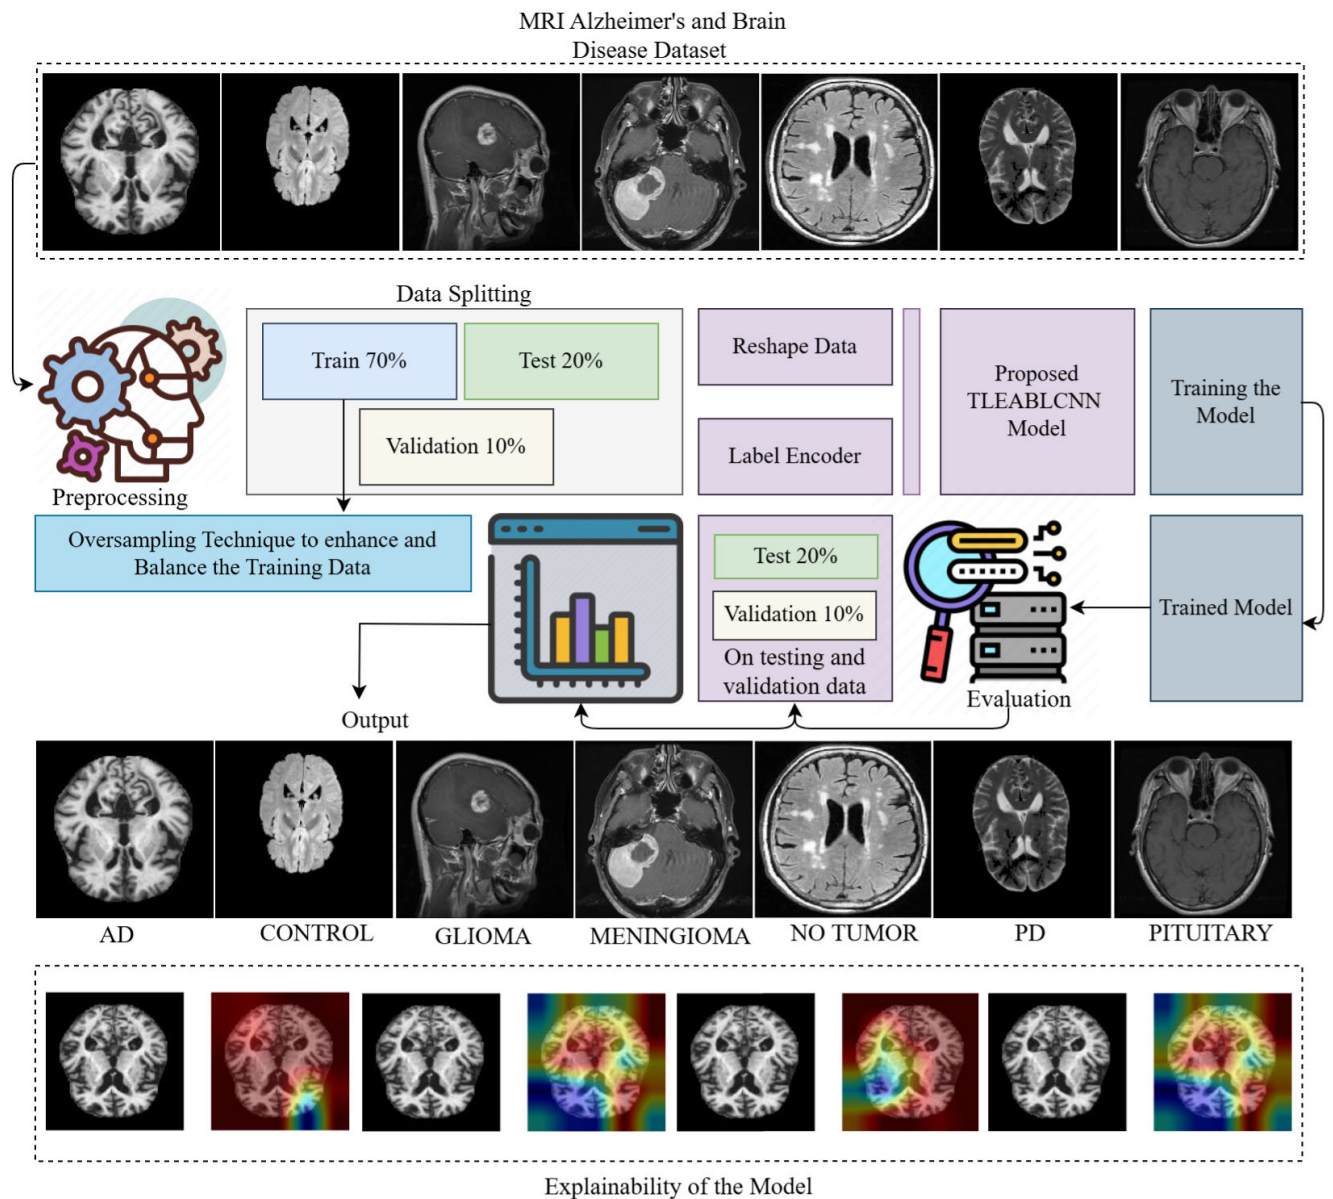 MRI Alzheimer's and Brain
Disease Dataset
Data Splitting
Train 70%
Test 20%
Validation 10%
Preprocessing
Reshape Data
Label Encoder
Proposed
TLEABLCNN
Model
Training the
Model
Oversampling Technique to enhance and
Balance the Training Data
Test 20%
Validation 10%
On testing and
validation data
Evaluation
Trained Model
Output
AD
CONTROL
GLIOMA
MENINGIOMA
NO TUMOR
PD
PITUITARY
Explainability of the Model